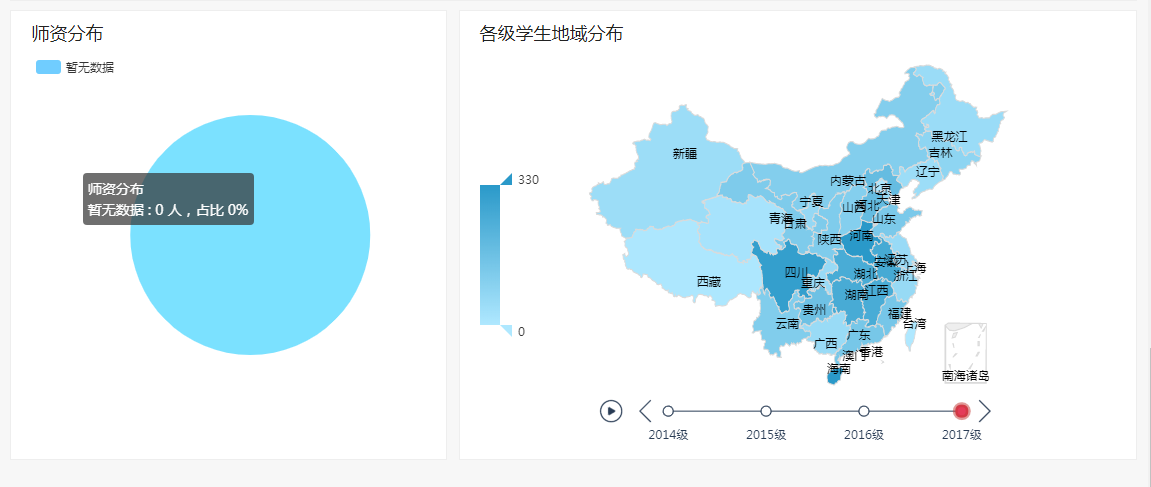 师资分布
暂无数据
师资分布
暂无数据 : 0 人，占比 0%
各级学生地域分布
330
0
黑龙江
吉林
新疆
辽宁
内蒙古
北京
天津
宁夏
山西
河北
青海
甘肃
山东
陕西
河南
安徽
江苏
上海
四川
重庆
湖北
浙江
西藏
湖南
江西
贵州
福建
云南
台湾
广西
广东
澳门
香港
海南
南海诸岛
2014级
2015级
2016级
2017级